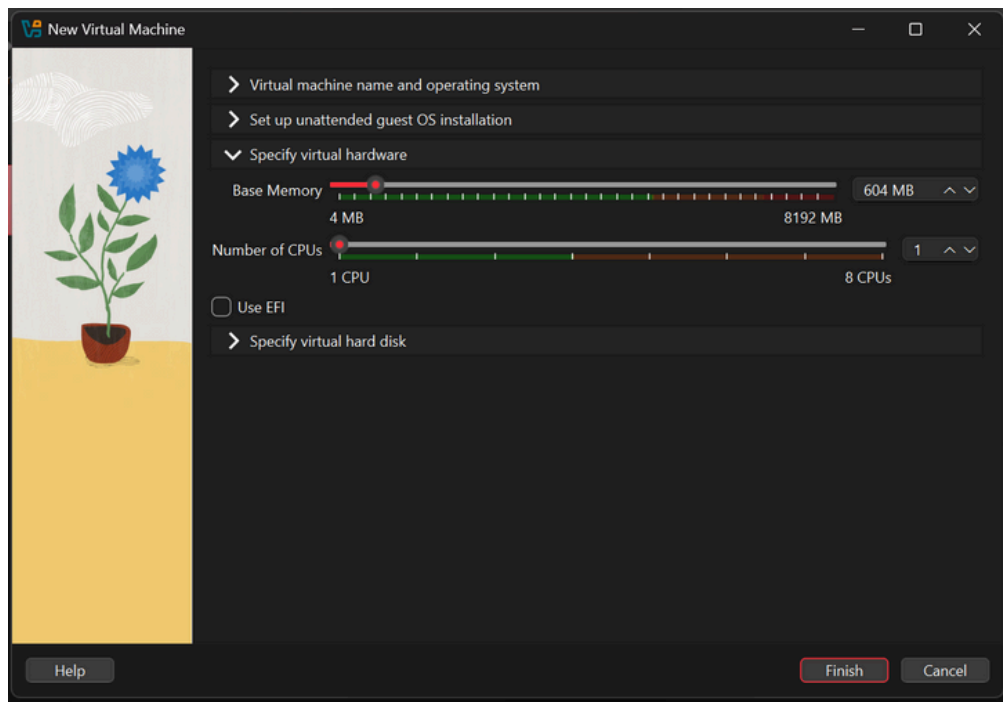 New Virtual Machine
Virtual machine name and operating system
Set up unattended guest OS installation
Specify virtual hardware
Base Memory 604 MB
4 MB 8192 MB
Number of CPUs 1
1 CPU 8 CPUs
Use EFI
Specify virtual hard disk
Help Finish Cancel